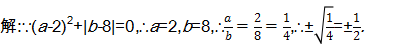 解:∵(a-2)²+|b-8|=0,∴a=2,b=8,∴a/b=2/8=1/4,∴±√(1/4)=±1/2.